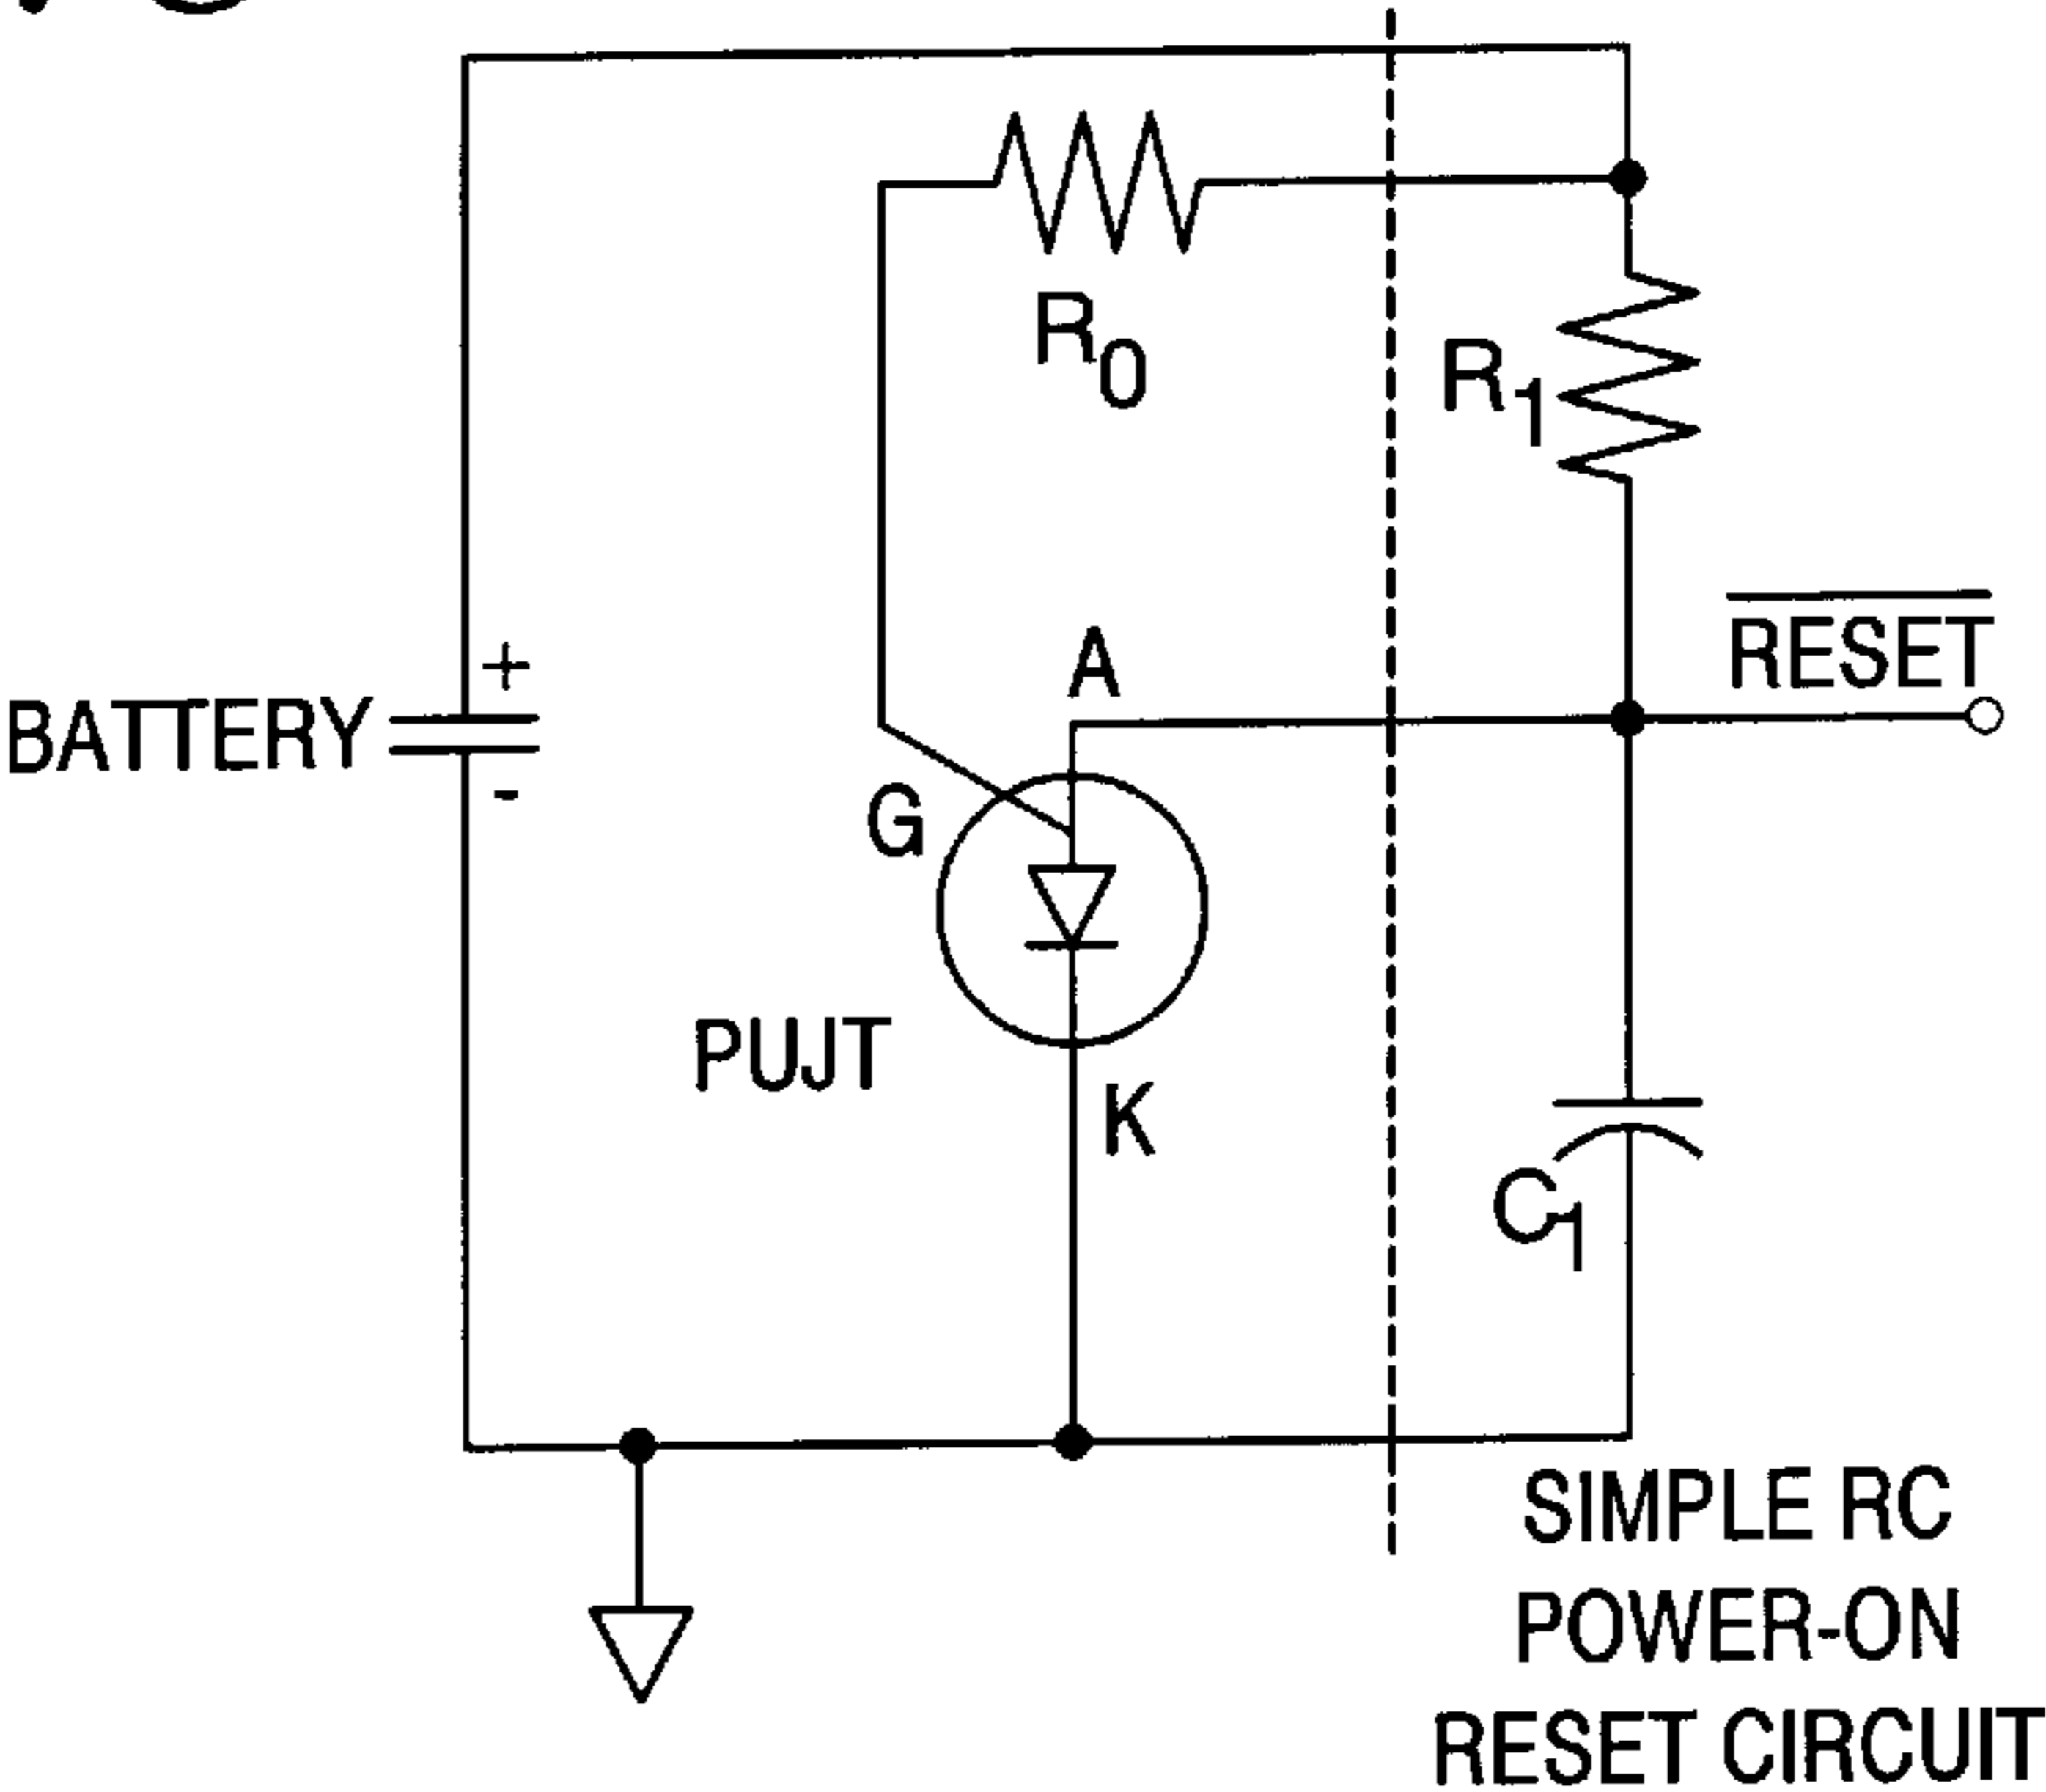 R0
R1
A
RESET
BATTERY
+
-
G
PUJT
K
C1
SIMPLE RC
POWER-ON
RESET CIRCUIT